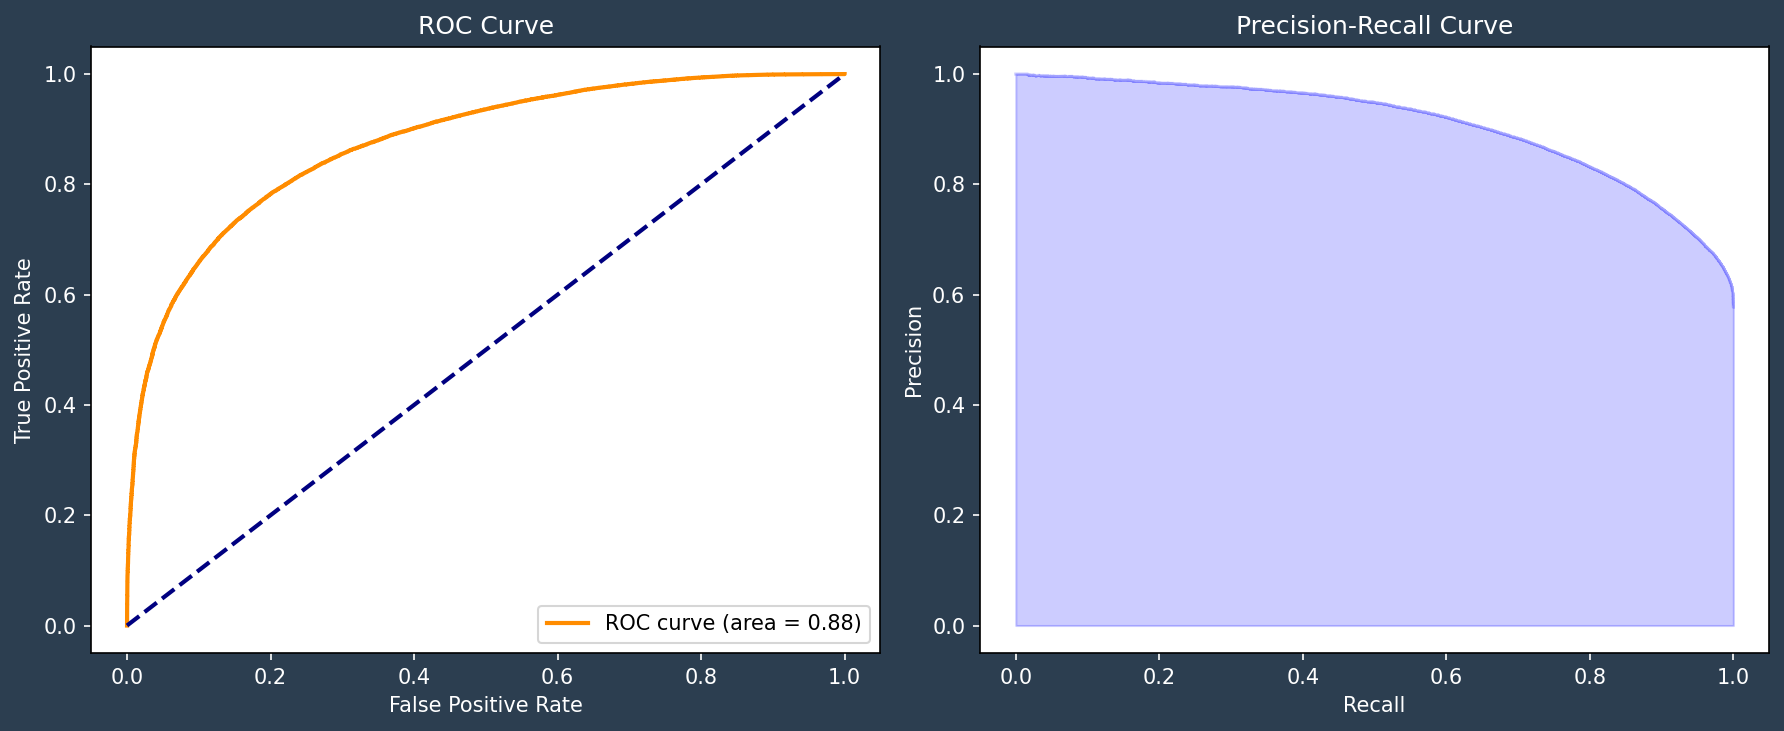 ROC Curve
True Positive Rate
1.0
0.8
0.6
0.4
0.2
0.0
ROC curve (area = 0.88)
0.0 0.2 0.4 0.6 0.8 1.0
False Positive Rate
Precision-Recall Curve
Precision
1.0
0.8
0.6
0.4
0.2
0.0
0.0 0.2 0.4 0.6 0.8 1.0
Recall